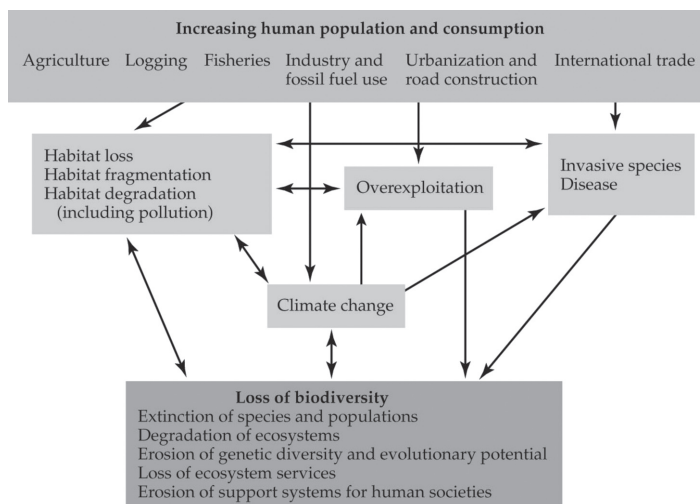 Increasing human population and consumption
Agriculture Logging Fisheries Industry and fossil fuel use Urbanization and road construction International trade
Habitat loss
Habitat fragmentation
Habitat degradation
(including pollution)
Overexploitation
Invasive species
Disease
Climate change
Loss of biodiversity
Extinction of species and populations
Degradation of ecosystems
Erosion of genetic diversity and evolutionary potential
Loss of ecosystem services
Erosion of support systems for human societies